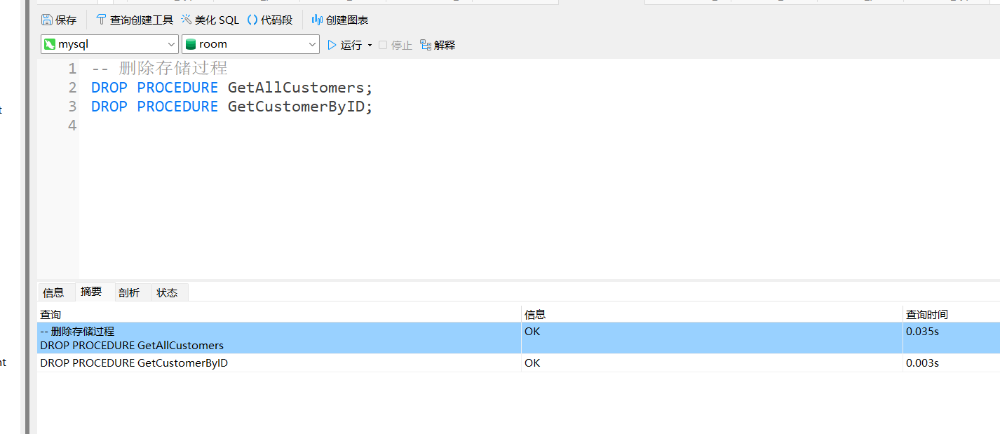 保存 查询创建工具 美化 SQL () 代码段 创建图表
mysql room 运行 停止 解释
1 -- 删除存储过程
2 DROP PROCEDURE GetAllCustomers;
3 DROP PROCEDURE GetCustomerByID;
4
t
信息 摘要 剖析 状态
查询 信息 查询时间
-- 删除存储过程 OK 0.035s
DROP PROCEDURE GetAllCustomers
DROP PROCEDURE GetCustomerByID OK 0.003s
nt